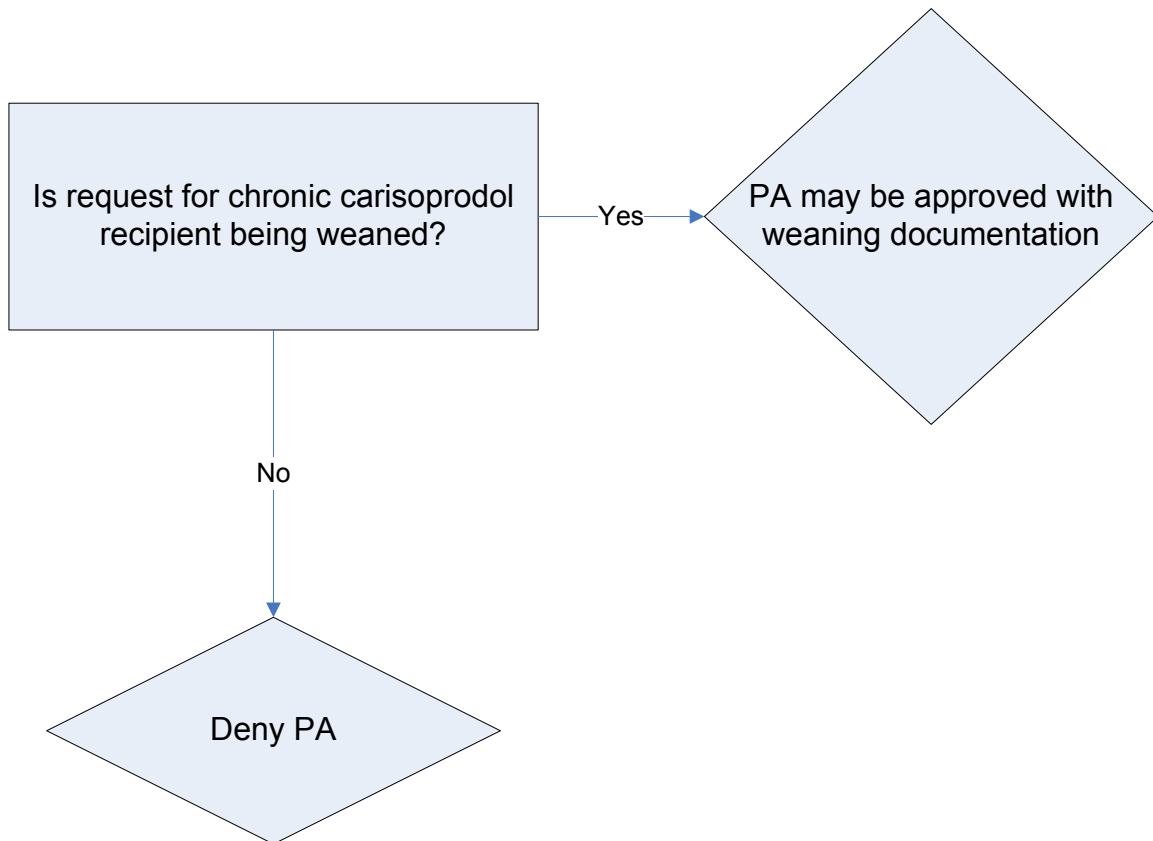 Is request for chronic carisoprodol
recipient being weaned?
Yes
PA may be approved with
weaning documentation
No
Deny PA